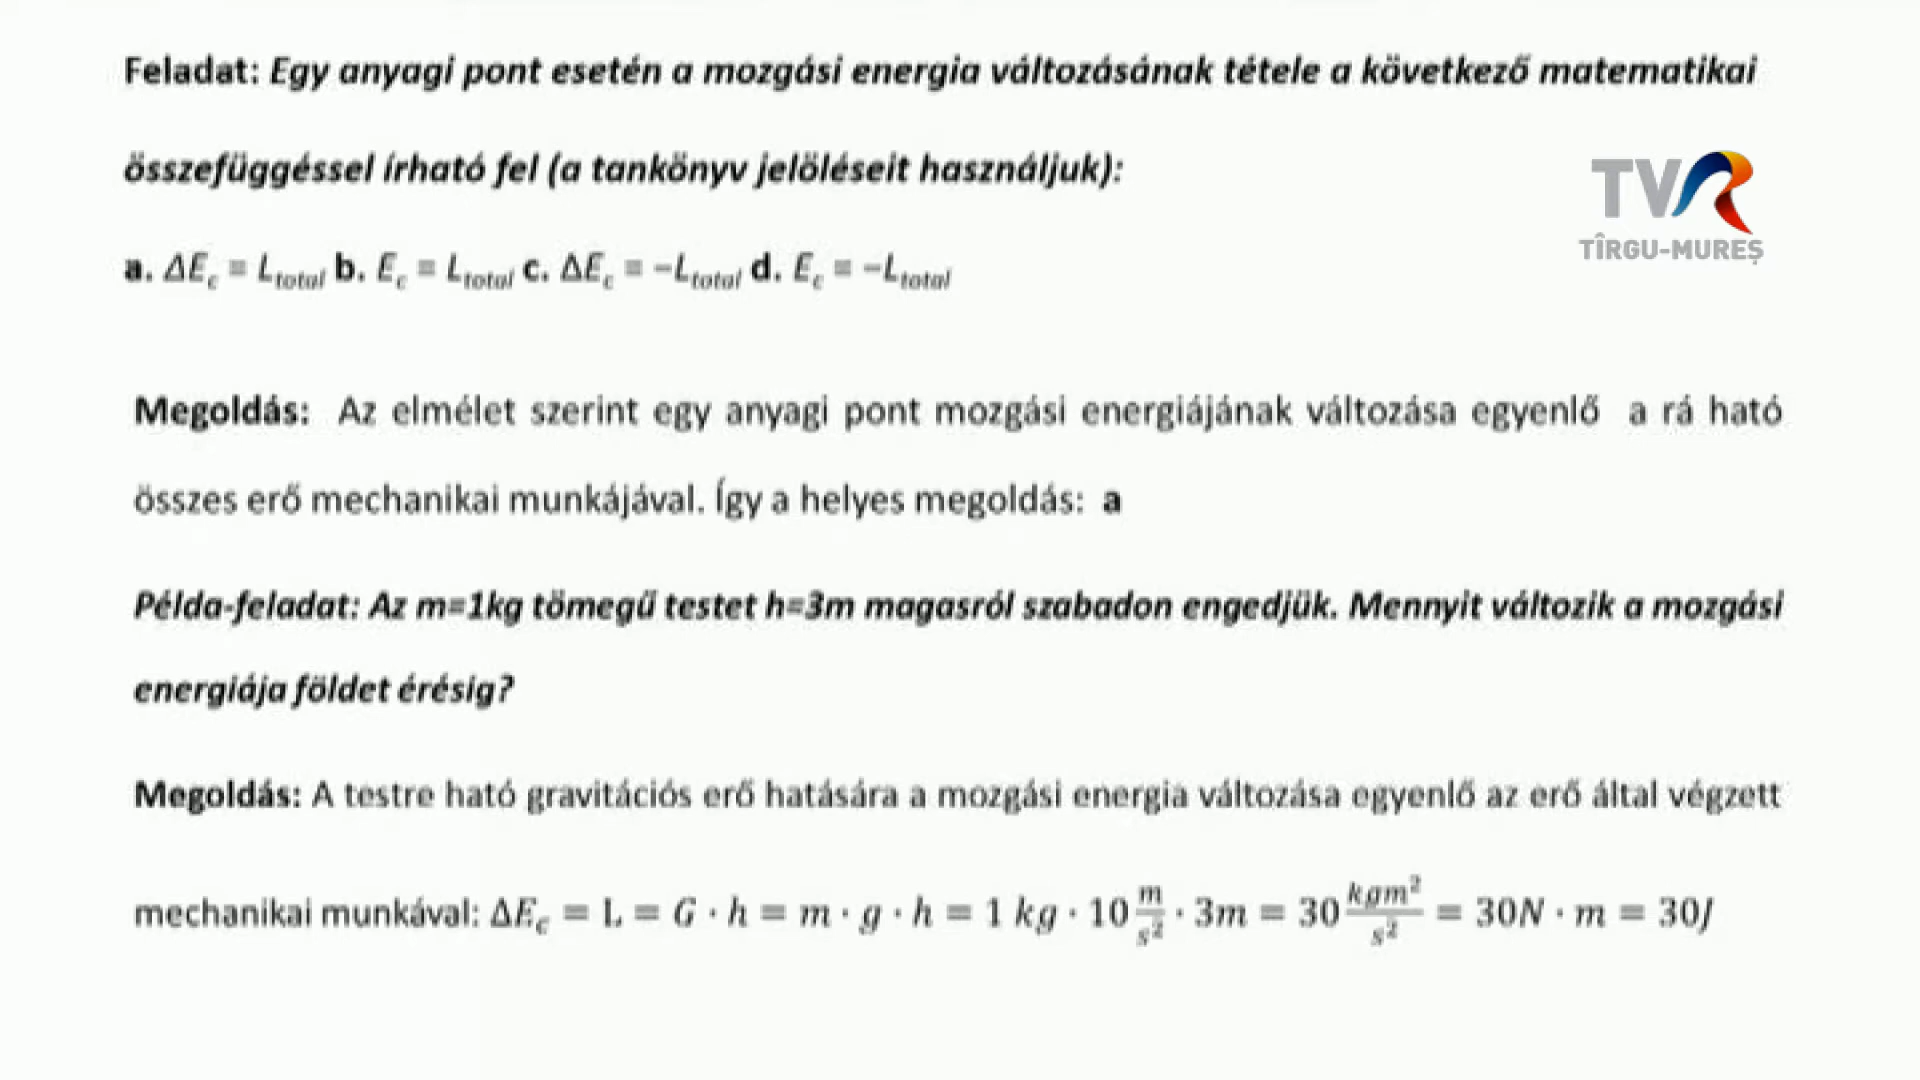 Feladat: Egy anyagi pont esetén a mozgási energia változásának tétele a következő matematikai
összefüggéssel írható fel (a tankönyv jelöléseit használjuk):
TVR
TÎRGU-MUREȘ
a. ΔE_c = L_total b. E_c = L_total c. ΔE_c = −L_total d. E_c = −L_total
Megoldás: Az elmélet szerint egy anyagi pont mozgási energiájának változása egyenlő a rá ható
összes erő mechanikai munkájával. Így a helyes megoldás: a
Példa-feladat: Az m=1kg tömegű testet h=3m magasról szabadon engedjük. Mennyit változik a mozgási
energiája földet érésig?
Megoldás: A testre ható gravitációs erő hatására a mozgási energia változása egyenlő az erő által végzett
mechanikai munkával: ΔE_c = L = G · h = m · g · h = 1 kg · 10 m/s² · 3m = 30 kgm²/s² = 30N · m = 30J